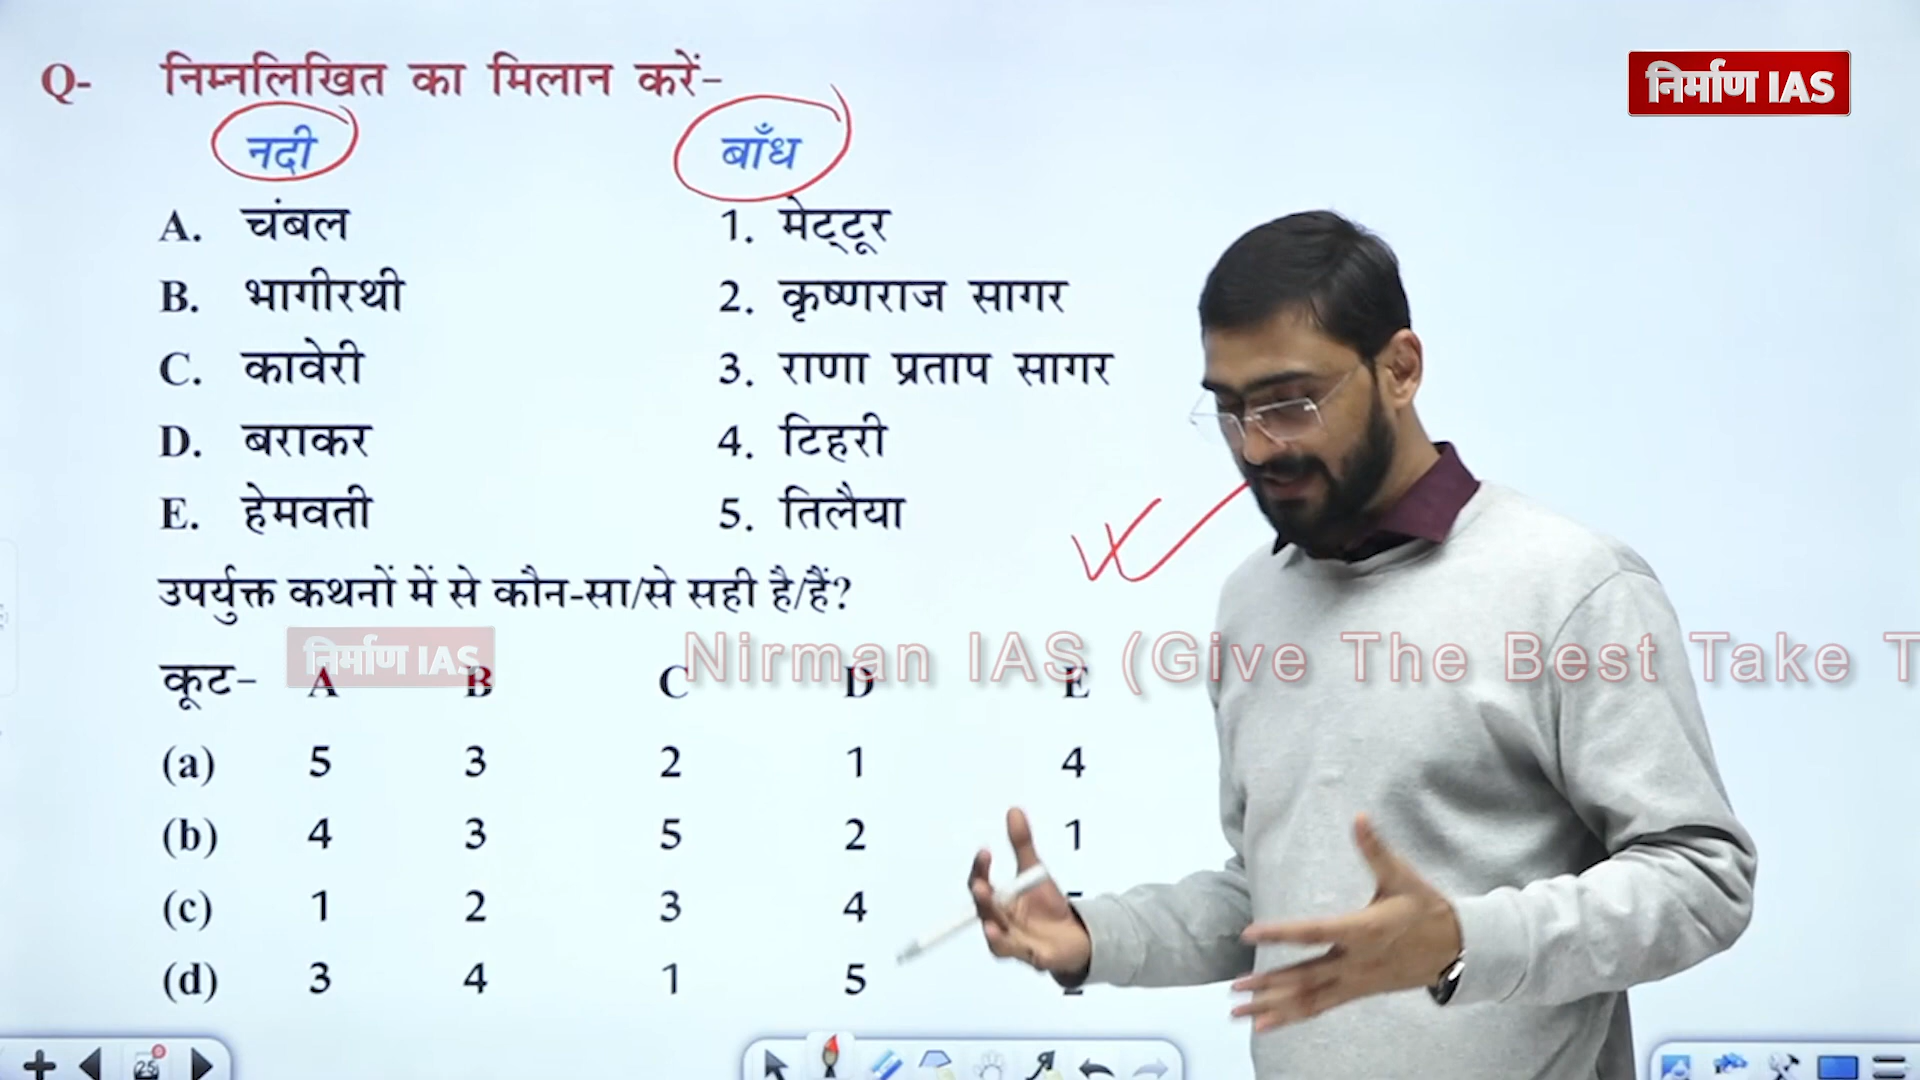 निर्माण IAS
Q- निम्नलिखित का मिलान करें-
नदी बाँध
A. चंबल 1. मेट्टूर
B. भागीरथी 2. कृष्णराज सागर
C. कावेरी 3. राणा प्रताप सागर
D. बराकर 4. टिहरी
E. हेमवती 5. तिलैया
उपर्युक्त कथनों में से कौन-सा/से सही है/हैं?
निर्माण IAS Nirman IAS (Give The Best Take T
कूट- A B C D E
(a) 5 3 2 1 4
(b) 4 3 5 2 1
(c) 1 2 3 4
(d) 3 4 1 5
25